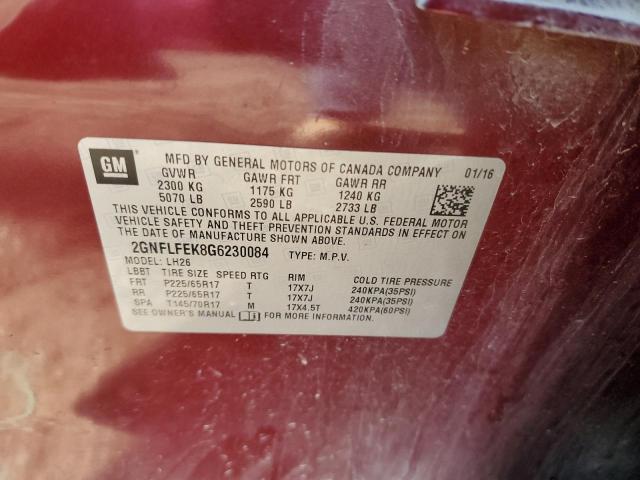 GM
MFD BY GENERAL MOTORS OF CANADA COMPANY 01/16
GVWR GAWR FRT GAWR RR
2300 KG 1175 KG 1240 KG
5070 LB 2590 LB 2733 LB
THIS VEHICLE CONFORMS TO ALL APPLICABLE U.S. FEDERAL MOTOR
VEHICLE SAFETY AND THEFT PREVENTION STANDARDS IN EFFECT ON
THE DATE OF MANUFACTURE SHOWN ABOVE.
2GNFLFEK8G6230084 TYPE: M.P.V.
MODEL: LH26
LBBT TIRE SIZE SPEED RTG RIM COLD TIRE PRESSURE
FRT P225/65R17 T 17X7J 240KPA(35PSI)
RR P225/65R17 T 17X7J 240KPA(35PSI)
SPA T145/70R17 M 17X4.5T 420KPA(60PSI)
SEE OWNER'S MANUAL FOR MORE INFORMATION.